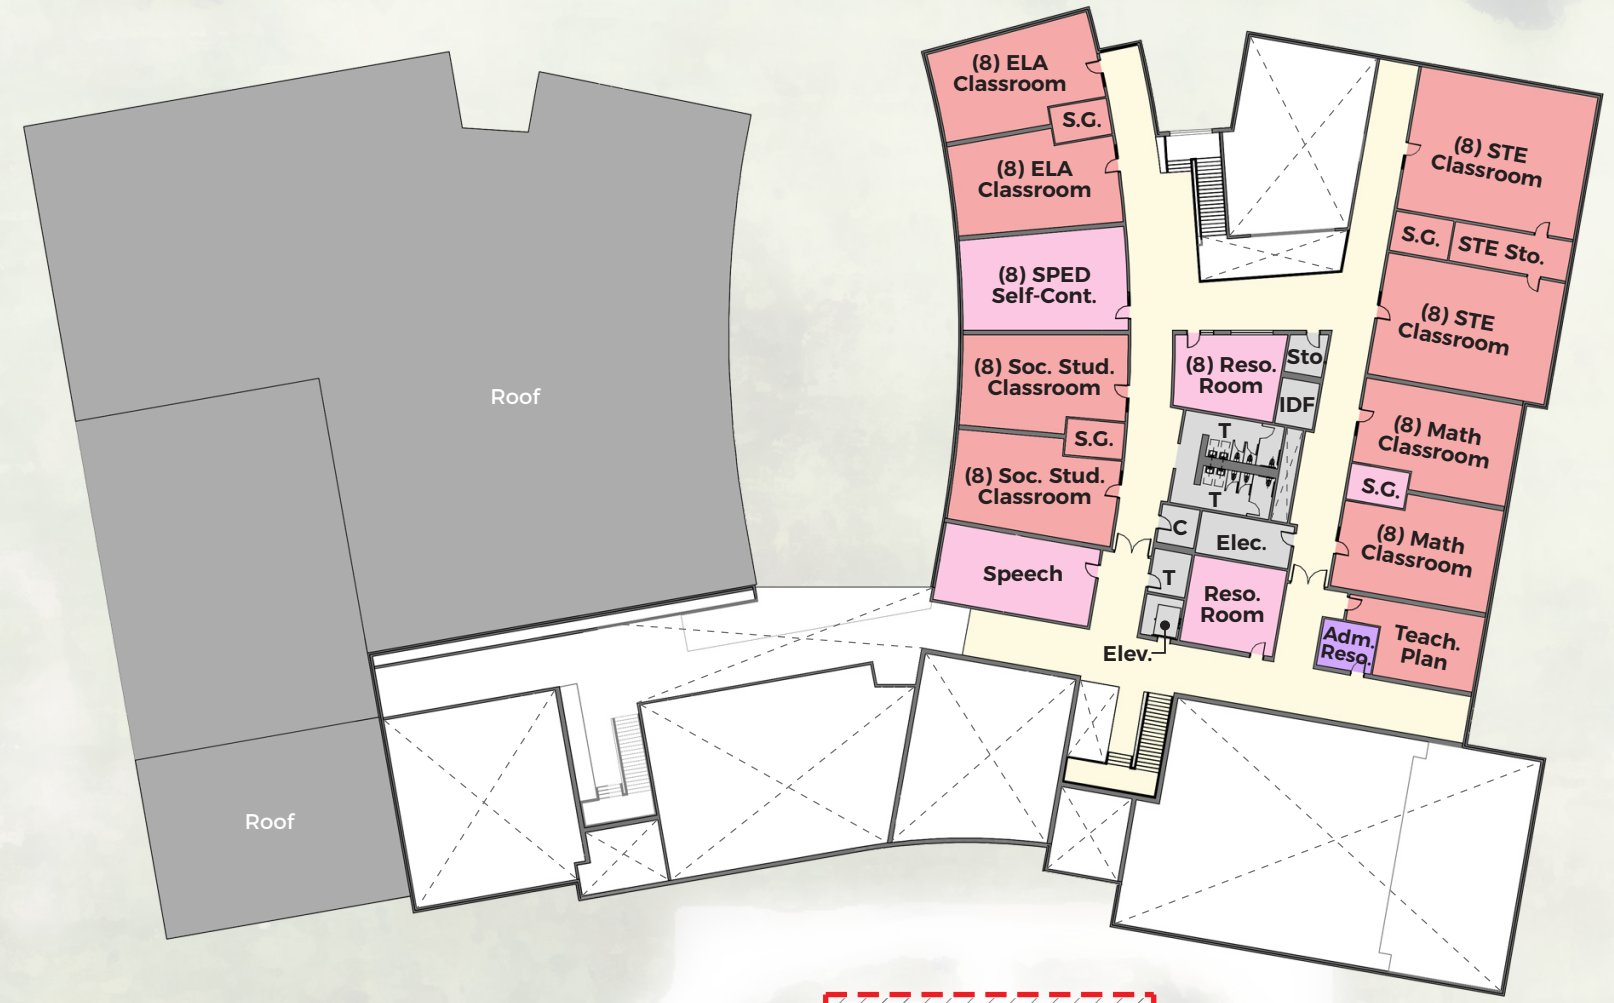 (8) ELA
Classroom
S.G.
(8) ELA
Classroom
(8) SPED
Self-Cont.
(8) Soc. Stud.
Classroom
S.G.
(8) Soc. Stud.
Classroom
Speech
(8) STE
Classroom
S.G.
STE Sto.
(8) STE
Classroom
(8) Reso.
Room
Sto.
IDF
T
T
C
Elec.
T
Reso.
Room
Elev.
(8) Math
Classroom
S.G.
(8) Math
Classroom
Adm.
Reso.
Teach.
Plan
Roof
Roof